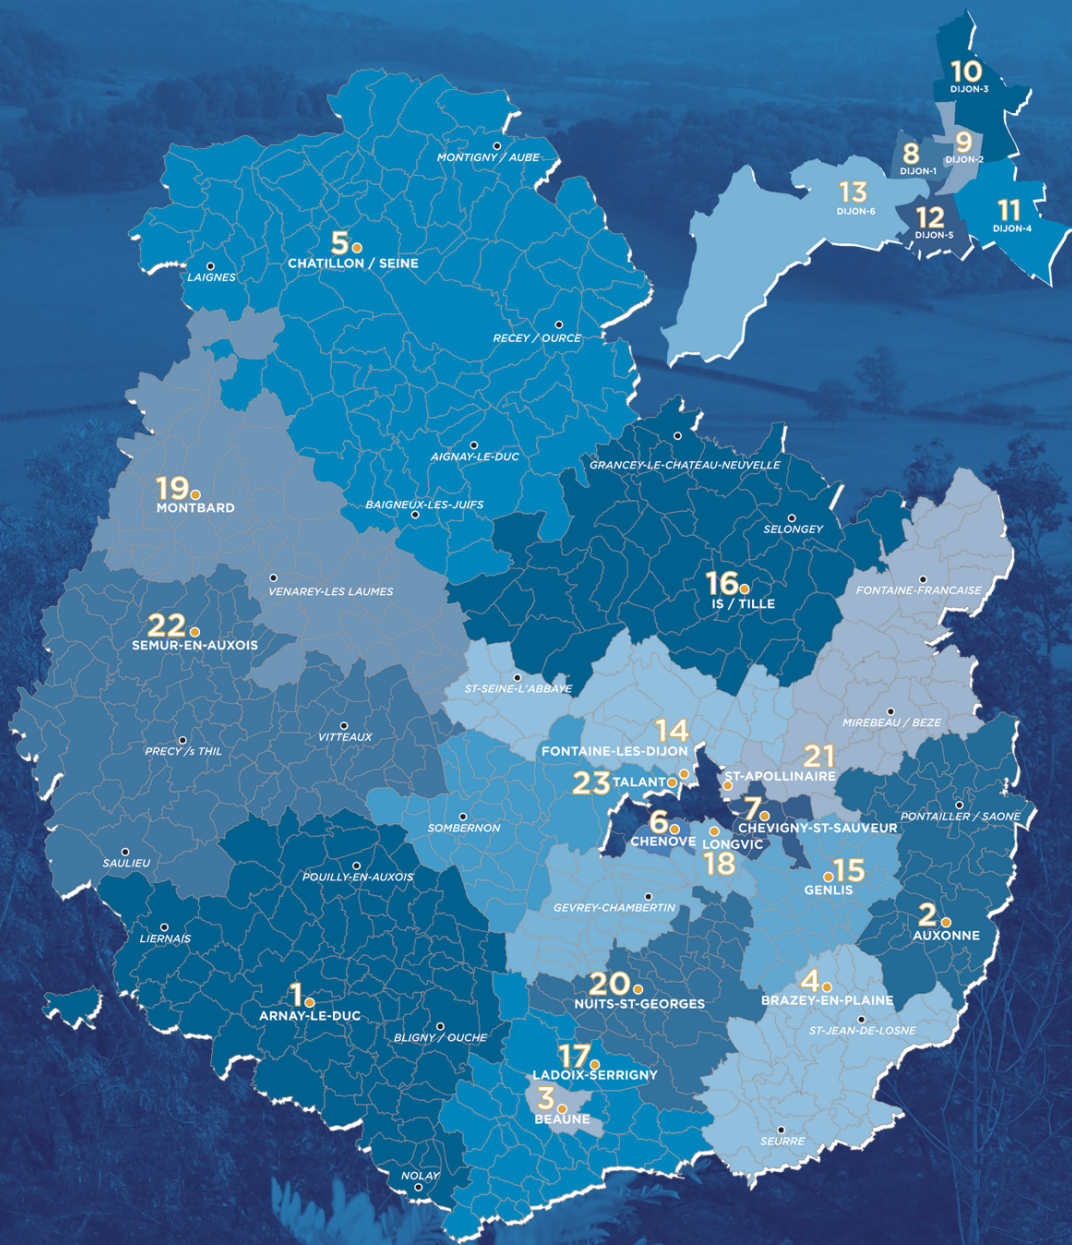 10
DIJON-3
9
DIJON-2
8
DIJON-1
13
DIJON-6
12
DIJON-5
11
DIJON-4
MONTIGNY / AUBE
5
CHATILLON / SEINE
LAIGNES
RECEY / OURCE
AIGNAY-LE-DUC
BAIGNEUX-LES-JUIFS
GRANCEY-LE-CHATEAU-NEUVELLE
SELONGEY
19
MONTBARD
VENAREY-LES LAUMES
16
IS / TILLE
FONTAINE-FRANCAISE
22
SEMUR-EN-AUXOIS
ST-SEINE-L'ABBAYE
PRECY /s THIL
VITTEAUX
MIREBEAU / BEZE
14
FONTAINE-LES-DIJON
23 TALANT
21
ST-APOLLINAIRE
PONTAILLER / SAONE
7
CHEVIGNY-ST-SAUVEUR
6
CHENOVE
LONGVIC
18
SOMBERNON
SAULIEU
POUILLY-EN-AUXOIS
15
GENLIS
GEVREY-CHAMBERTIN
2
AUXONNE
LIERNAIS
1
ARNAY-LE-DUC
20
NUITS-ST-GEORGES
4
BRAZEY-EN-PLAINE
ST-JEAN-DE-LOSNE
BLIGNY / OUCHE
17
LADOIX-SERRIGNY
3
BEAUNE
SEURRE
NOLAY